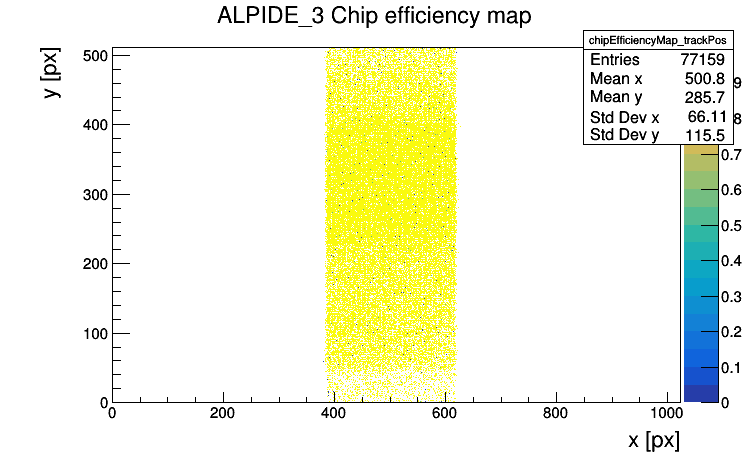 ALPIDE_3 Chip efficiency map
chipEfficiencyMap_trackPos
Entries 77159
Mean x 500.8
Mean y 285.7
Std Dev x 66.11
Std Dev y 115.5
y [px]
500
400
300
200
100
0
0 200 400 600 800 1000
x [px]
9
8
0.7
0.6
0.5
0.4
0.3
0.2
0.1
0